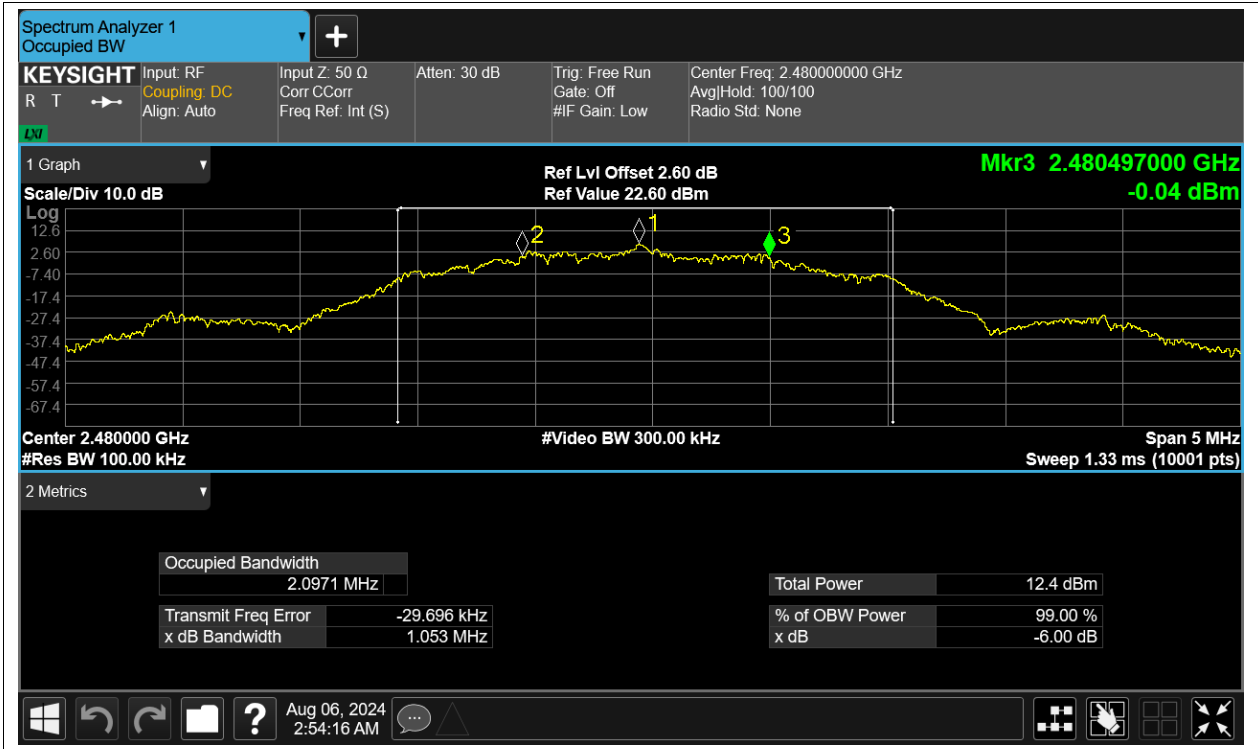 Spectrum Analyzer 1
Occupied BW
+
KEYSIGHT
R T
LXI
Input: RF
Coupling: DC
Align: Auto
Input Z: 50 Ω
Corr CCorr
Freq Ref: Int (S)
Atten: 30 dB
Trig: Free Run
Gate: Off
#IF Gain: Low
Center Freq: 2.480000000 GHz
Avg|Hold: 100/100
Radio Std: None
1 Graph
Scale/Div 10.0 dB
Ref Lvl Offset 2.60 dB
Ref Value 22.60 dBm
Mkr3 2.480497000 GHz
-0.04 dBm
Log
12.6
2.60
-7.40
-17.4
-27.4
-37.4
-47.4
-57.4
-67.4
2
1
3
Center 2.480000 GHz
#Res BW 100.00 kHz
#Video BW 300.00 kHz
Span 5 MHz
Sweep 1.33 ms (10001 pts)
2 Metrics
Occupied Bandwidth
2.0971 MHz
Transmit Freq Error -29.696 kHz
x dB Bandwidth 1.053 MHz
Total Power 12.4 dBm
% of OBW Power 99.00 %
x dB -6.00 dB
?
Aug 06, 2024
2:54:16 AM